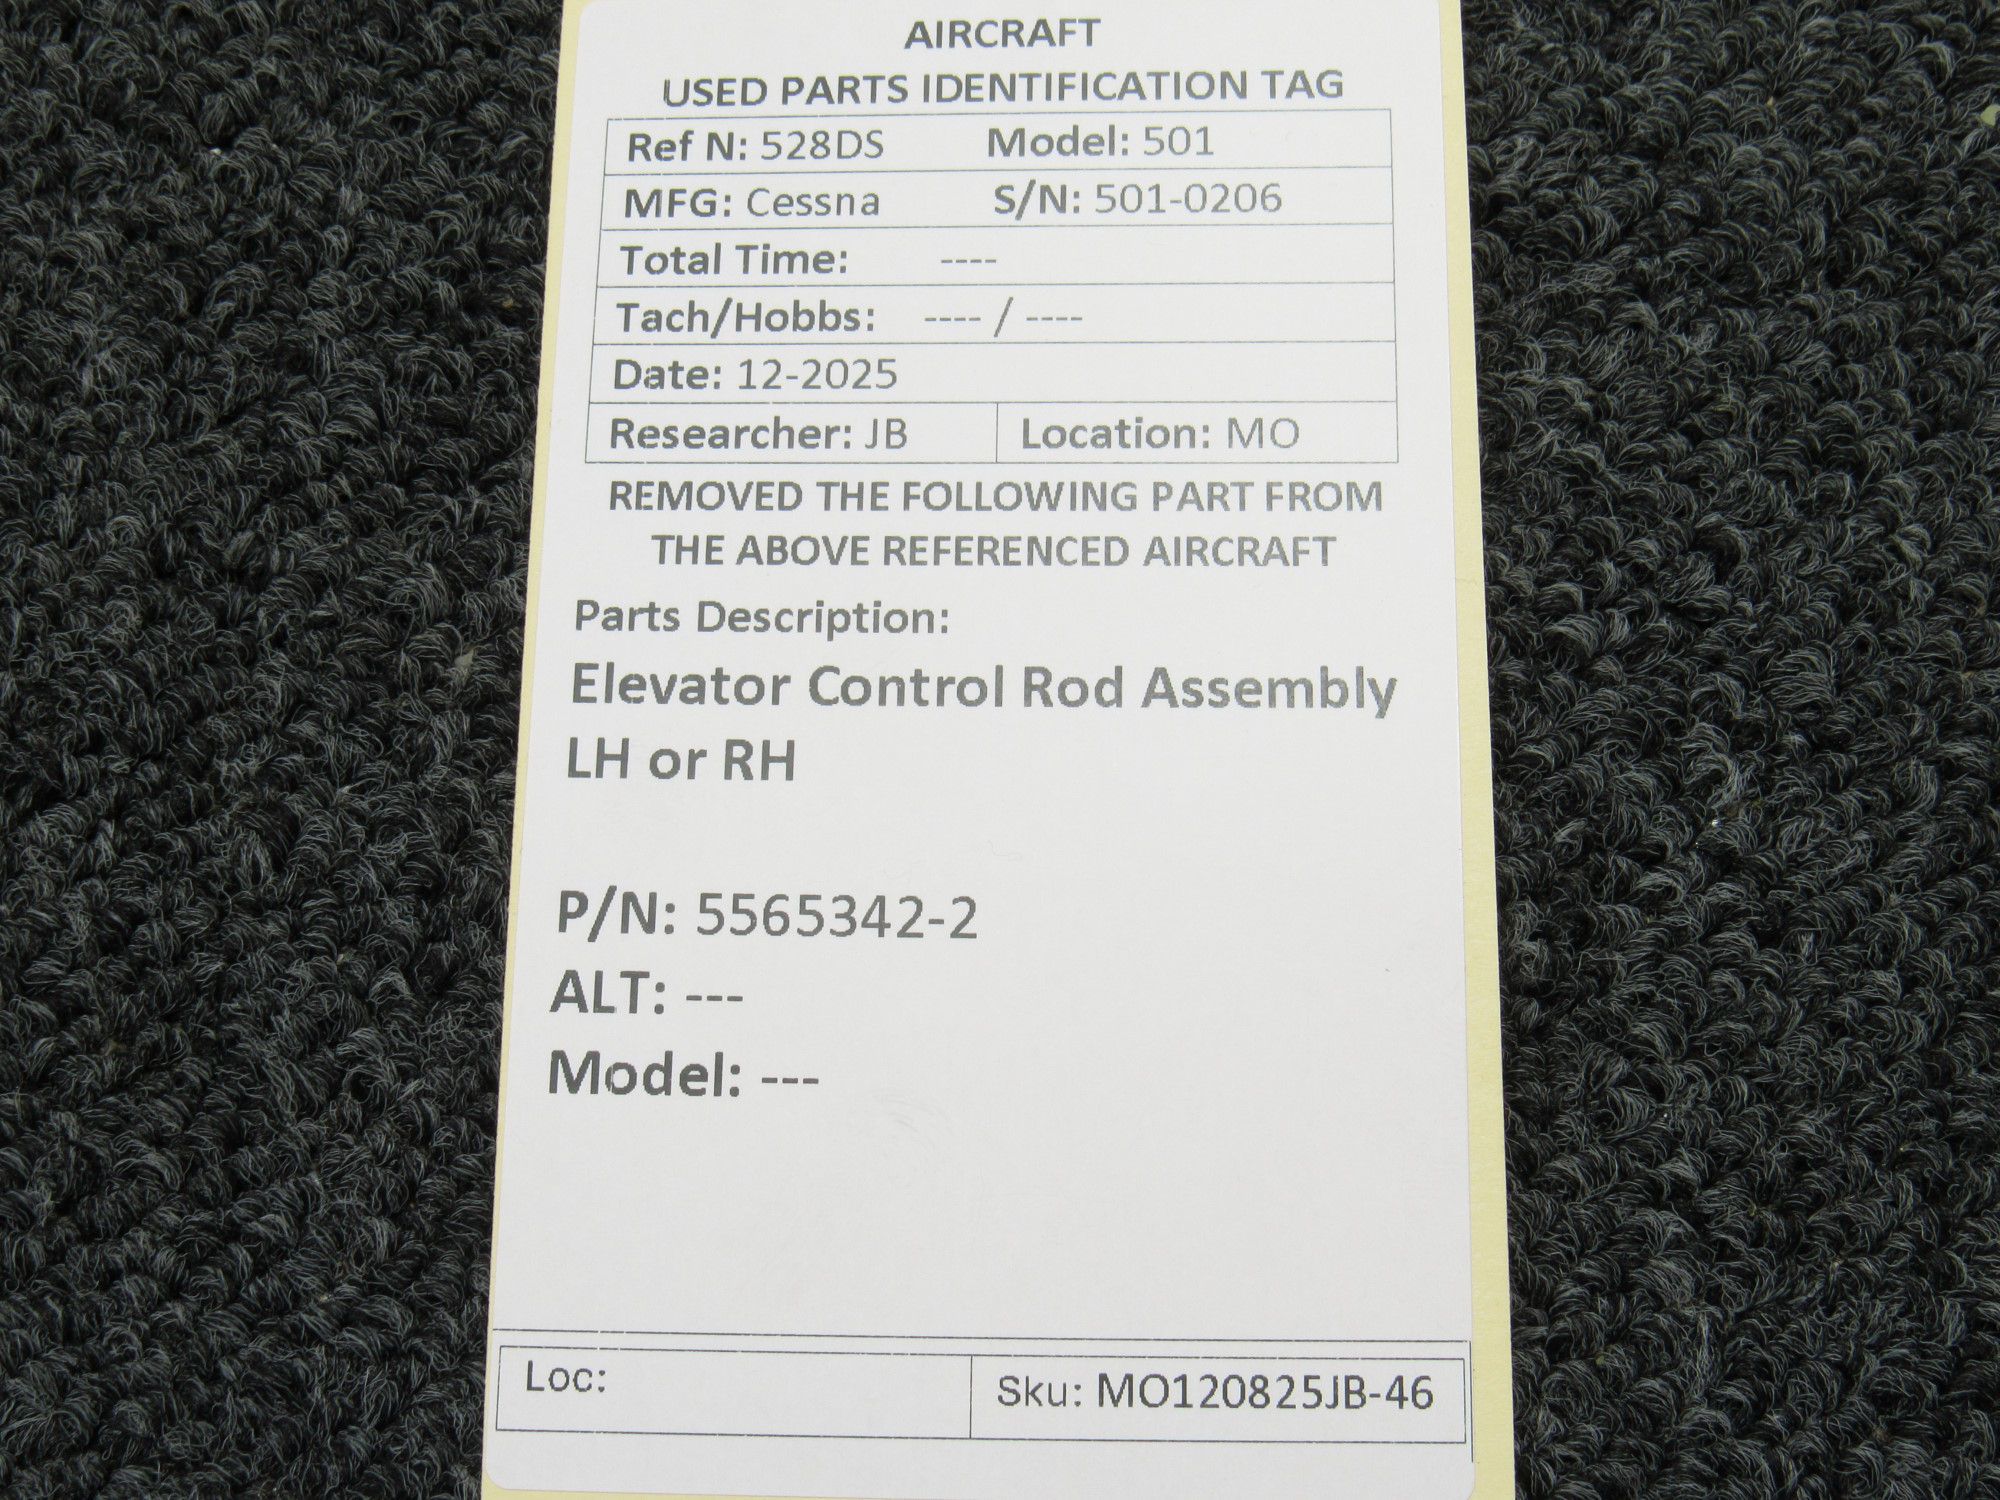 AIRCRAFT
USED PARTS IDENTIFICATION TAG
Ref N: 528DS Model: 501
MFG: Cessna S/N: 501-0206
Total Time: ----
Tach/Hobbs: ---- / ----
Date: 12-2025
Researcher: JB Location: MO
REMOVED THE FOLLOWING PART FROM
THE ABOVE REFERENCED AIRCRAFT
Parts Description:
Elevator Control Rod Assembly
LH or RH
P/N: 5565342-2
ALT: ---
Model: ---
Loc: Sku: MO120825JB-46